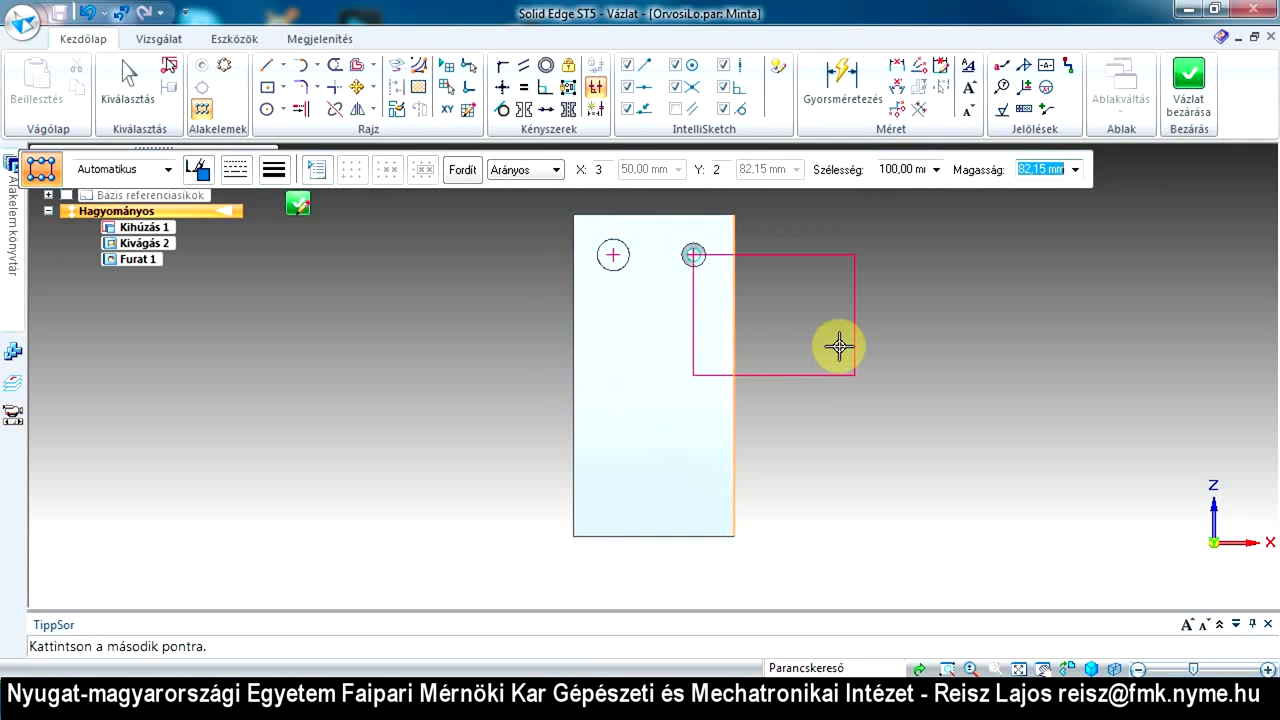 Solid Edge ST5 - Vázlat - [OrvosiLo.par: Minta]
Kezdőlap Vizsgálat Eszközök Megjelenítés
Beillesztés Kiválasztás XY Gyorsméretezés A A Ablakváltás Vázlat bezárása
Vágólap Kiválasztás Alakelemek Rajz Kényszerek IntelliSketch Méret Jelölések Ablak Bezárás
Automatikus Fordít Arányos X: 3 50,00 mm Y: 2 82,15 mm Szélesség: 100,00 mi Magasság: 82,15 mm
Alakelem könyvtár
Bázis referenciasíkok
Hagyományos
Kihúzás 1
Kivágás 2
Furat 1
Z
X
TippSor
Kattintson a második pontra.
Parancskereső
Nyugat-magyarországi Egyetem Faipari Mérnöki Kar Gépészeti és Mechatronikai Intézet - Reisz Lajos reisz@fmk.nyme.hu